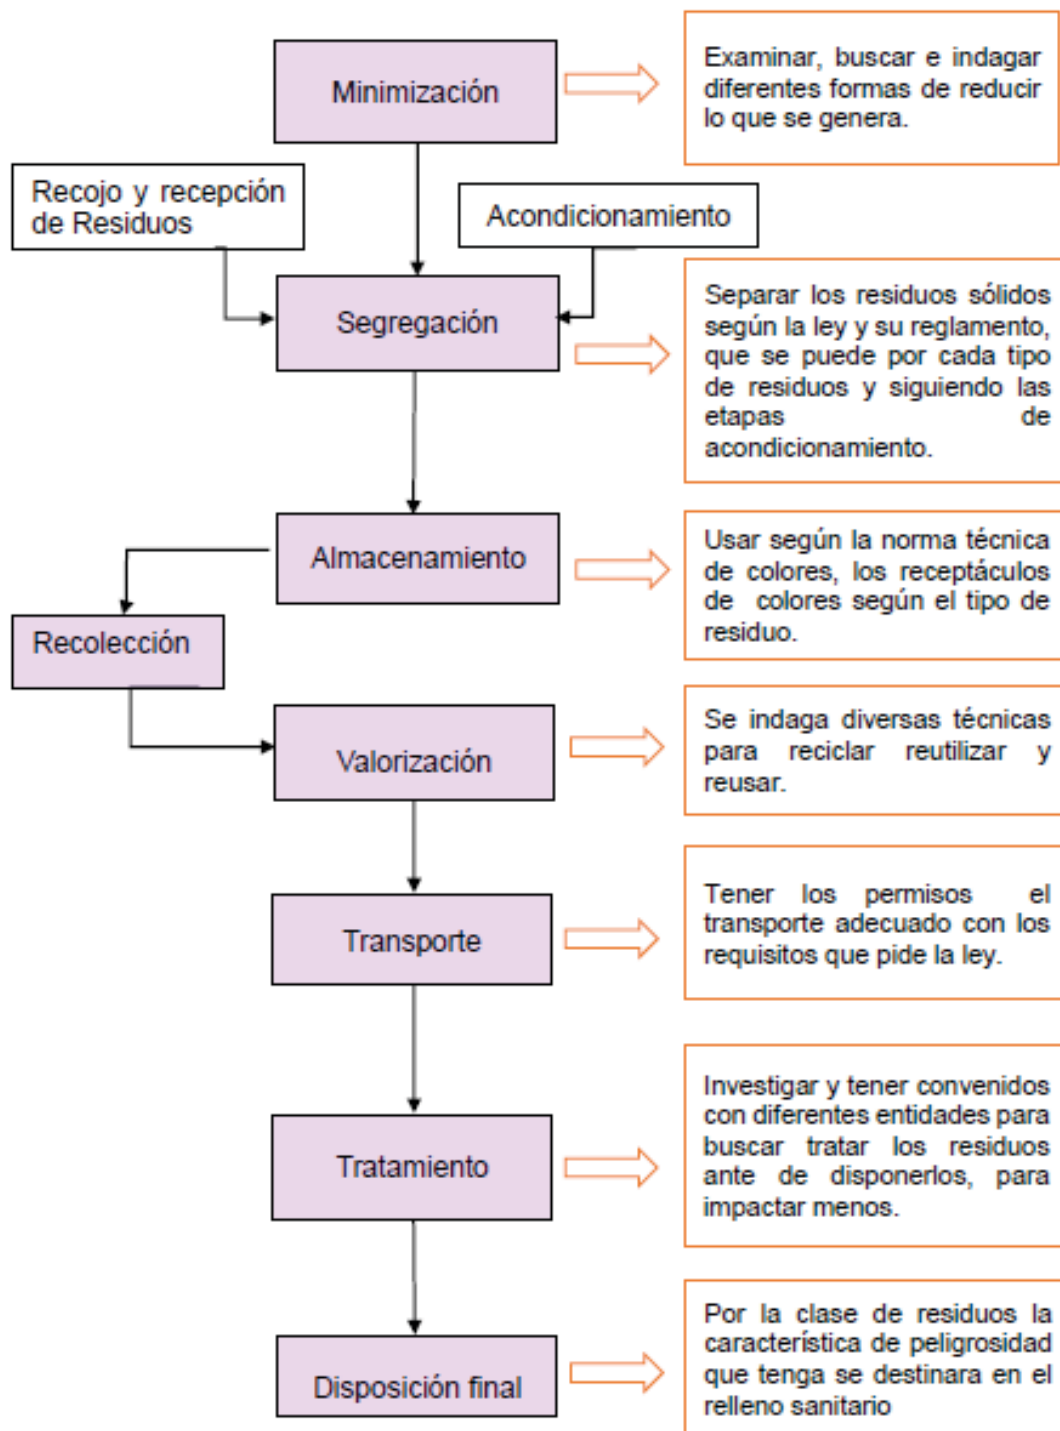 Minimización
Examinar, buscar e indagar
diferentes formas de reducir
lo que se genera.
Recojo y recepción
de Residuos
Acondicionamiento
Segregación
Separar los residuos sólidos
según la ley y su reglamento,
que se puede por cada tipo
de residuos y siguiendo las
etapas de
acondicionamiento.
Almacenamiento
Usar según la norma técnica
de colores, los receptáculos
de colores según el tipo de
residuo.
Recolección
Valorización
Se indaga diversas técnicas
para reciclar reutilizar y
reusar.
Transporte
Tener los permisos el
transporte adecuado con los
requisitos que pide la ley.
Tratamiento
Investigar y tener convenidos
con diferentes entidades para
buscar tratar los residuos
ante de disponerlos, para
impactar menos.
Disposición final
Por la clase de residuos la
característica de peligrosidad
que tenga se destinara en el
relleno sanitario